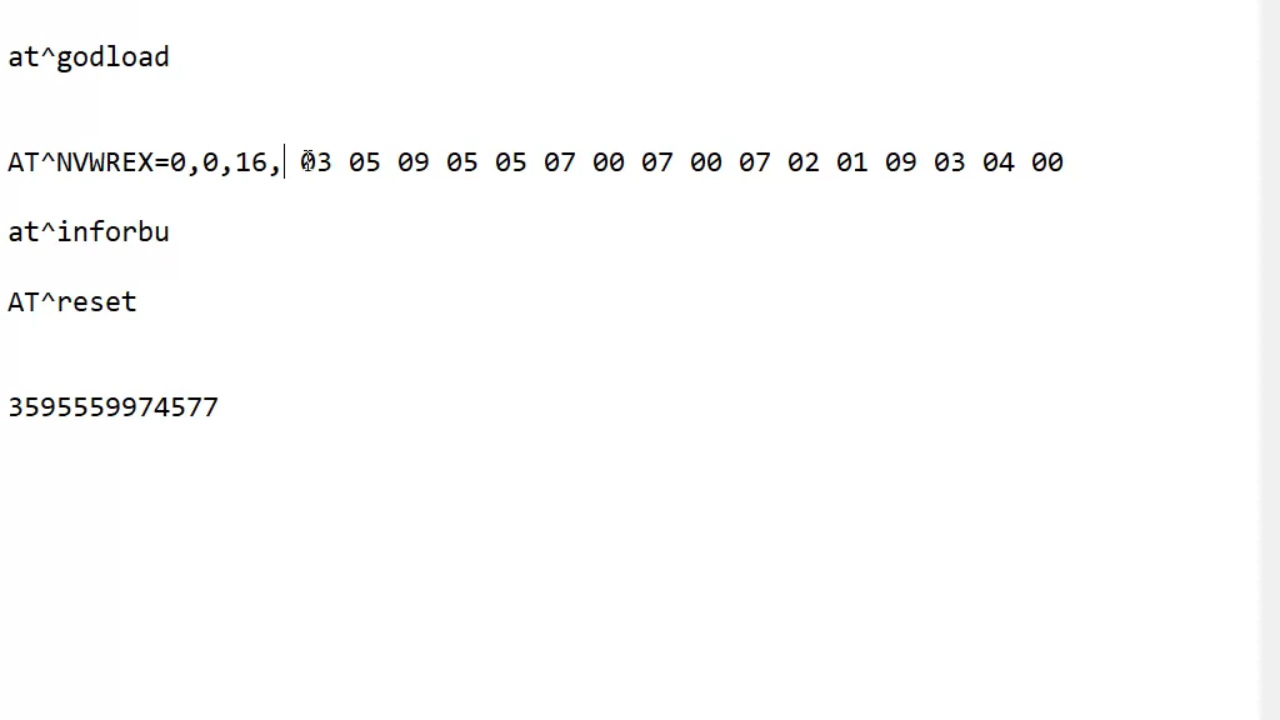 at^godload
AT^NVWREX=0,0,16, 03 05 09 05 05 07 00 07 00 07 02 01 09 03 04 00
at^inforbu
AT^reset
3595559974577